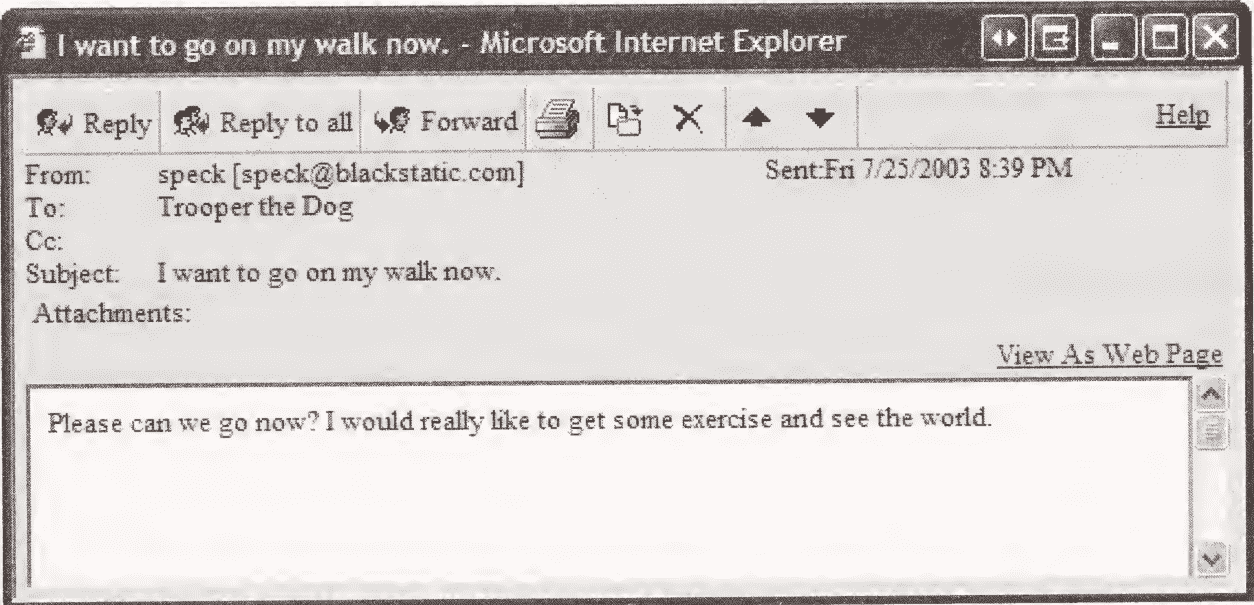 I want to go on my walk now. - Microsoft Internet Explorer
Reply Reply to all Forward Help
From: speck [speck@blackstatic.com] Sent:Fri 7/25/2003 8:39 PM
To: Trooper the Dog
Cc:
Subject: I want to go on my walk now.
Attachments:
View As Web Page
Please can we go now? I would really like to get some exercise and see the world.